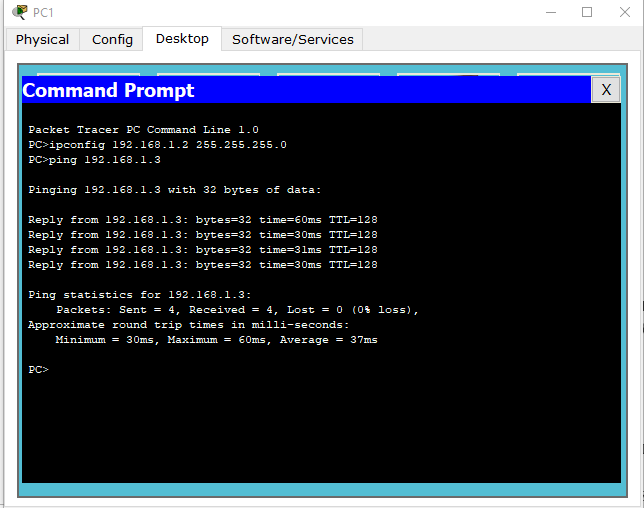 PC1
Physical Config Desktop Software/Services
Command Prompt X
Packet Tracer PC Command Line 1.0
PC>ipconfig 192.168.1.2 255.255.255.0
PC>ping 192.168.1.3
Pinging 192.168.1.3 with 32 bytes of data:
Reply from 192.168.1.3: bytes=32 time=60ms TTL=128
Reply from 192.168.1.3: bytes=32 time=30ms TTL=128
Reply from 192.168.1.3: bytes=32 time=31ms TTL=128
Reply from 192.168.1.3: bytes=32 time=30ms TTL=128
Ping statistics for 192.168.1.3:
Packets: Sent = 4, Received = 4, Lost = 0 (0% loss),
Approximate round trip times in milli-seconds:
Minimum = 30ms, Maximum = 60ms, Average = 37ms
PC>